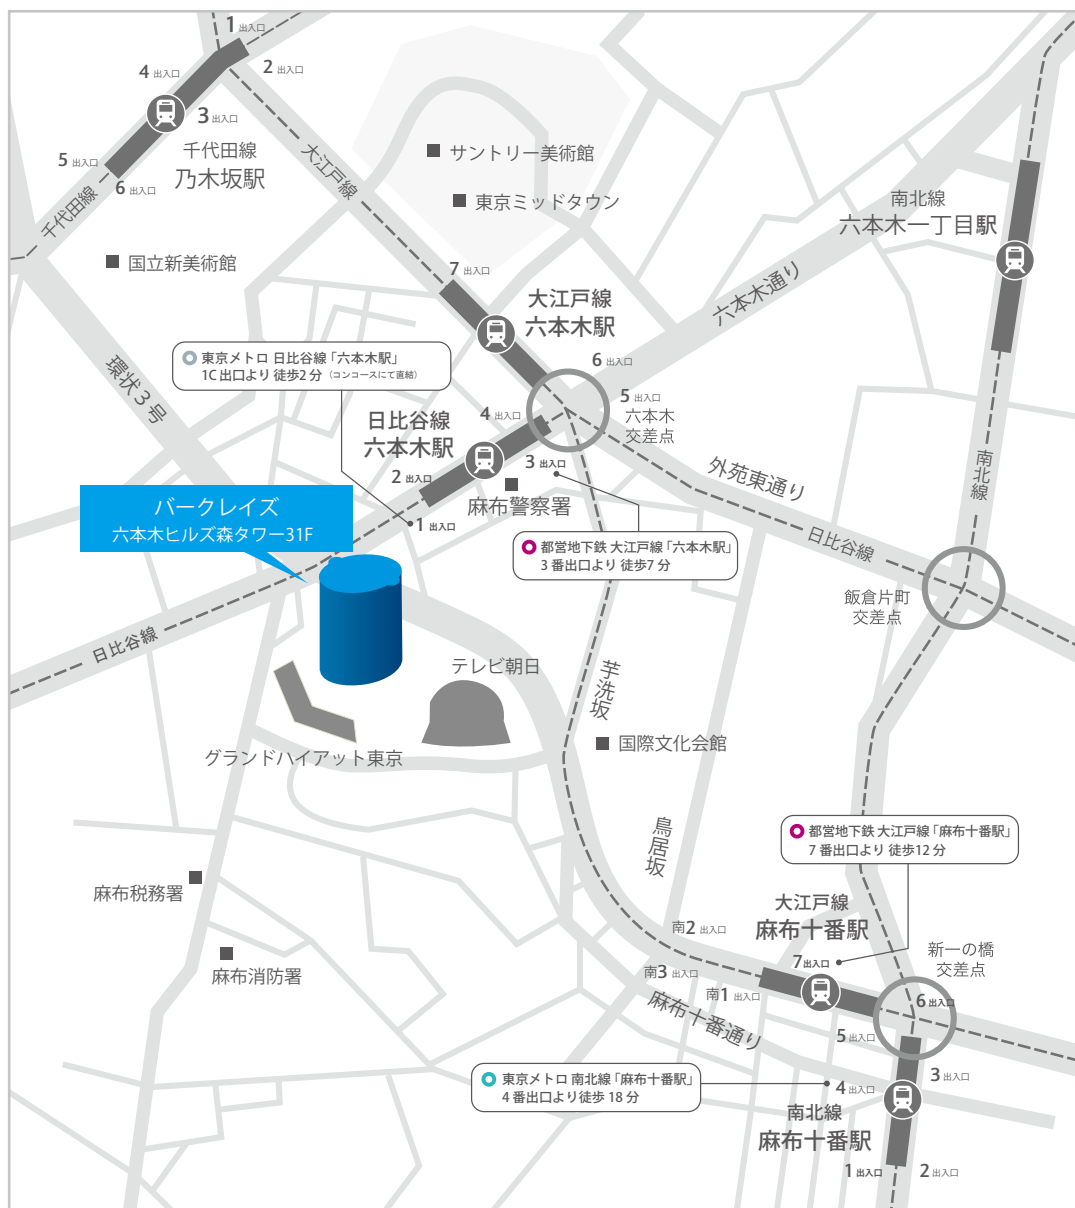 1 出入口
2 出入口
4 出入口
3 出入口
5 出入口
6 出入口
千代田線
乃木坂駅
千代田線
大江戸線
サントリー美術館
東京ミッドタウン
国立新美術館
南北線
六本木一丁目駅
六本木通り
7 出入口
大江戸線
六本木駅
環状3号
東京メトロ 日比谷線「六本木駅」
1C 出口より 徒歩2 分 (コンコースにて直結)
6 出入口
5 出入口
六本木
交差点
4 出入口
日比谷線
六本木駅
2 出入口
3 出入口
麻布警察署
1 出入口
外苑東通り
日比谷線
南北線
バークレイズ
六本木ヒルズ森タワー31F
都営地下鉄 大江戸線「六本木駅」
3 番出口より 徒歩7 分
飯倉片町
交差点
日比谷線
テレビ朝日
芋洗坂
グランドハイアット東京
国際文化会館
鳥居坂
都営地下鉄 大江戸線「麻布十番駅」
7 番出口より 徒歩12 分
麻布税務署
麻布消防署
大江戸線
麻布十番駅
南2 出入口
南3 出入口
南1 出入口
7 出入口
新一の橋
交差点
麻布十番通り
6 出入口
5 出入口
東京メトロ 南北線「麻布十番駅」
4 番出口より徒歩 18 分
4 出入口
3 出入口
南北線
麻布十番駅
1 出入口
2 出入口